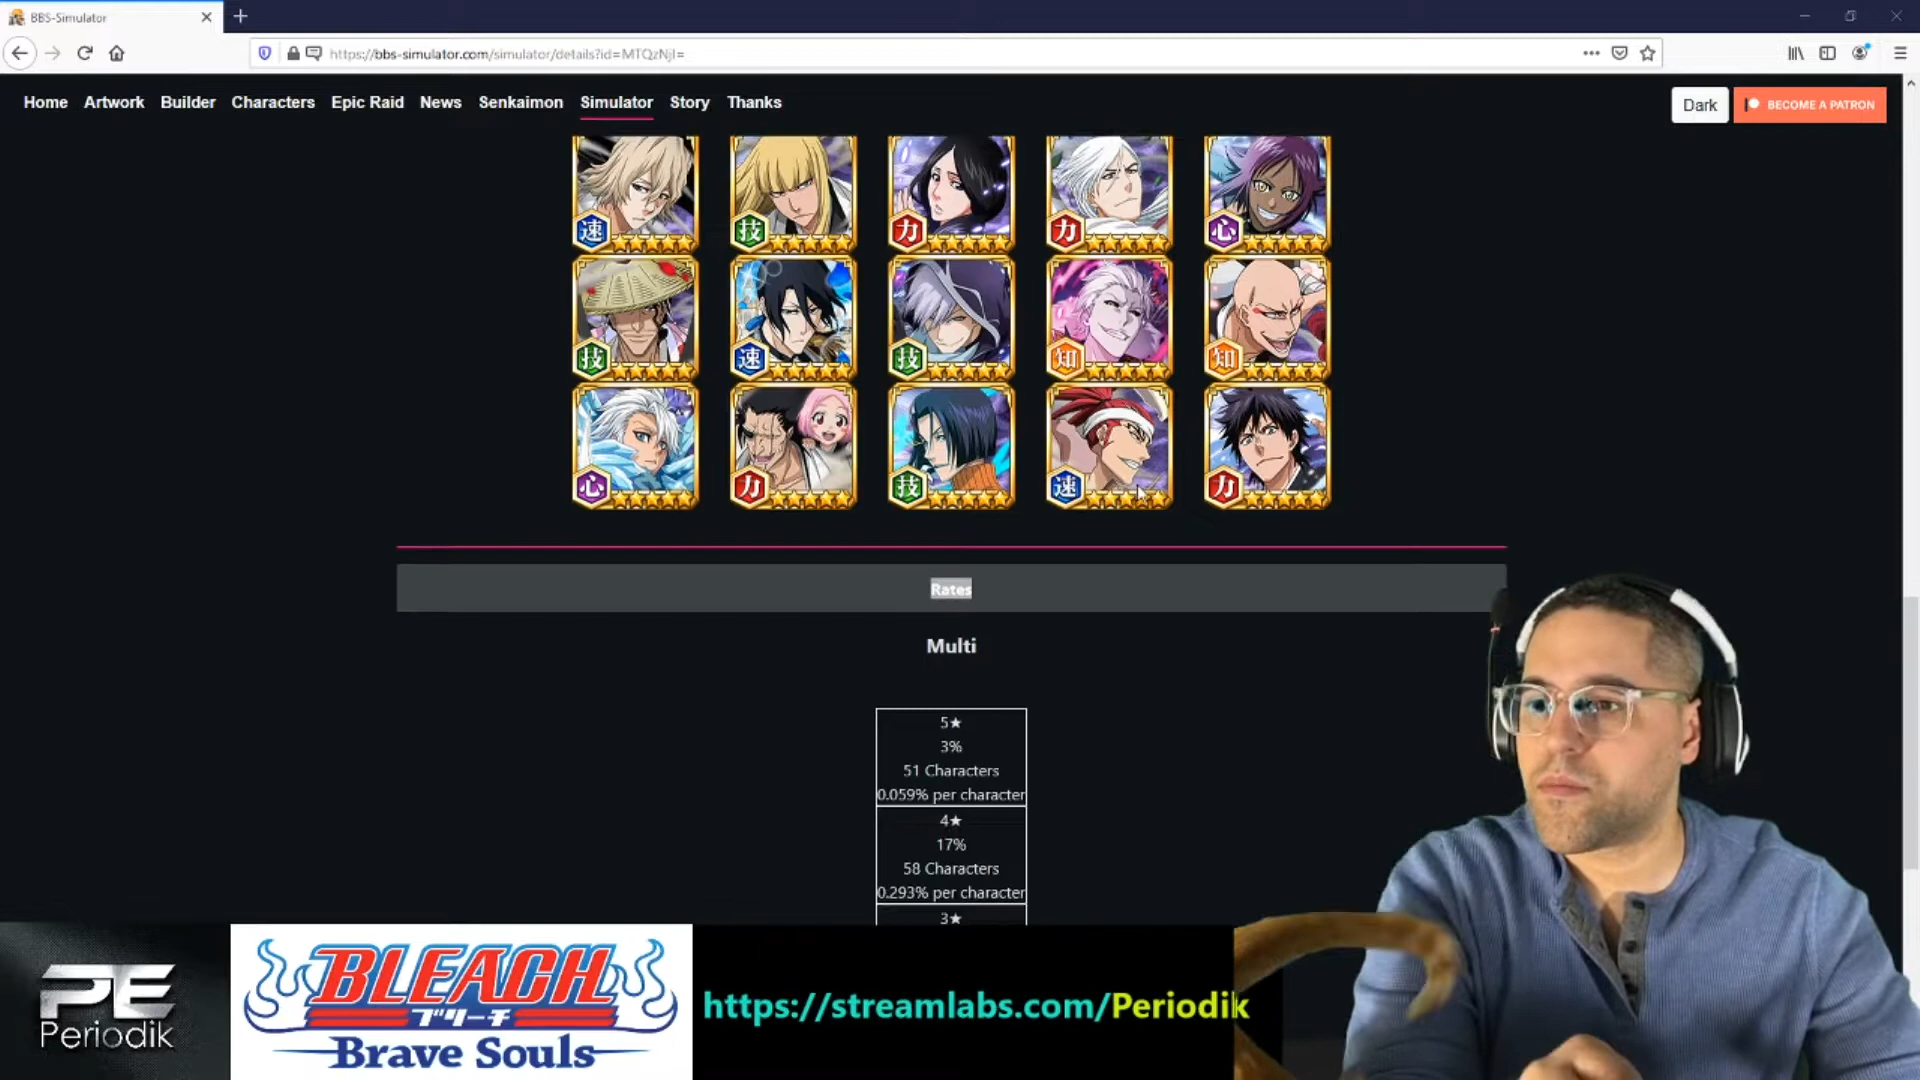 BBS-Simulator
https://bbs-simulator.com/simulator/details?id=MTQzNjI=
Home Artwork Builder Characters Epic Raid News Senkaimon Simulator Story Thanks
Dark
BECOME A PATRON
速 技 力 力 心
技 速 技 知 知
心 力 技 速 力
Rates
Multi
5★
3%
51 Characters
0.059% per character
4★
17%
58 Characters
0.293% per character
3★
PE
Periodik
BLEACH
ブリーチ
Brave Souls
https://streamlabs.com/Periodik